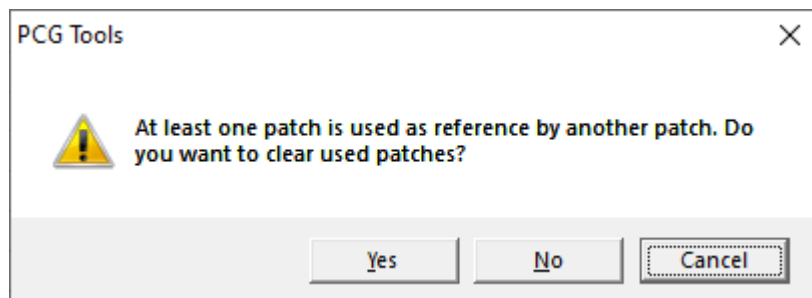 PCG Tools
At least one patch is used as reference by another patch. Do
you want to clear used patches?
Yes
No
Cancel